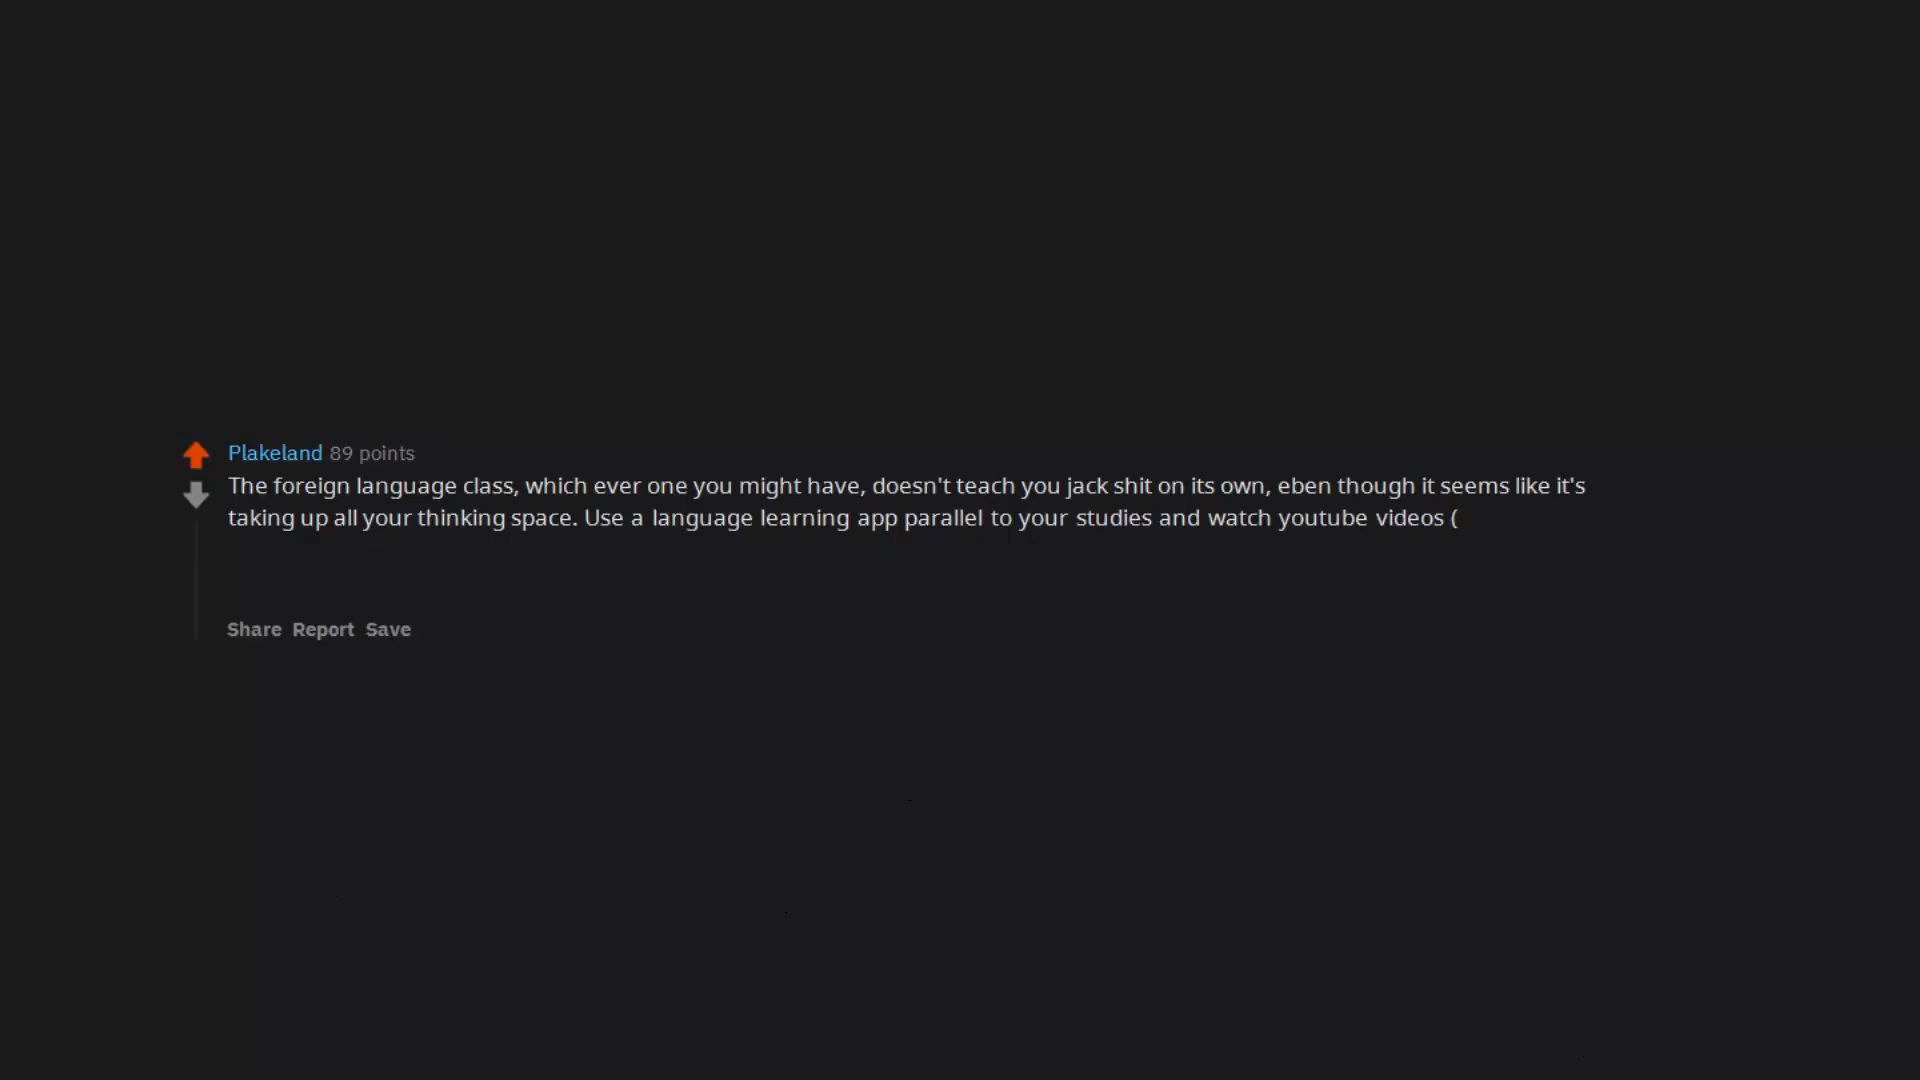 Plakeland 89 points
The foreign language class, which ever one you might have, doesn't teach you jack shit on its own, eben though it seems like it's
taking up all your thinking space. Use a language learning app parallel to your studies and watch youtube videos (
Share Report Save